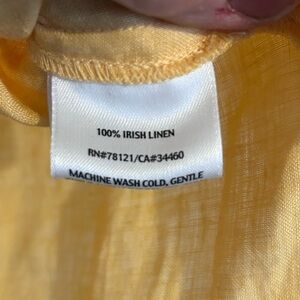 100% IRISH LINEN
RN#78121/CA#34460
MACHINE WASH COLD, GENTLE